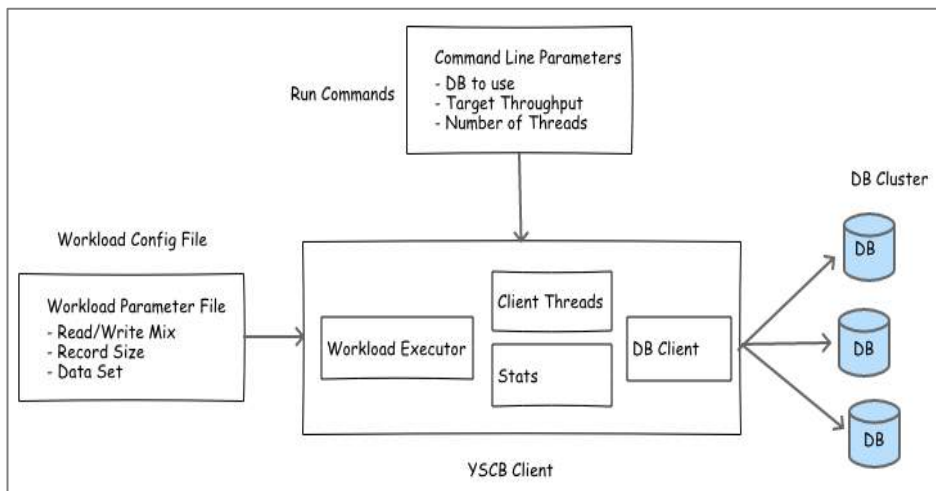 Run Commands
Command Line Parameters
- DB to use
- Target Throughput
- Number of Threads
Workload Config File
Workload Parameter File
- Read/Write Mix
- Record Size
- Data Set
Workload Executor
Client Threads
Stats
DB Client
YSCB Client
DB Cluster
DB
DB
DB